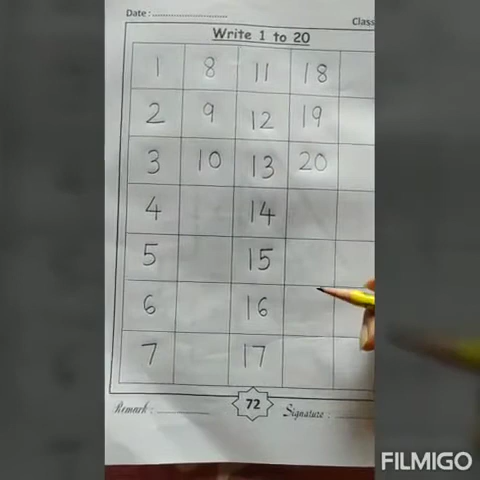 Date : ............................ Class
Write 1 to 20
1 8 11 18
2 9 12 19
3 10 13 20
4 14
5 15
6 16
7 17
Remark : 72 Signature :
FILMIGO